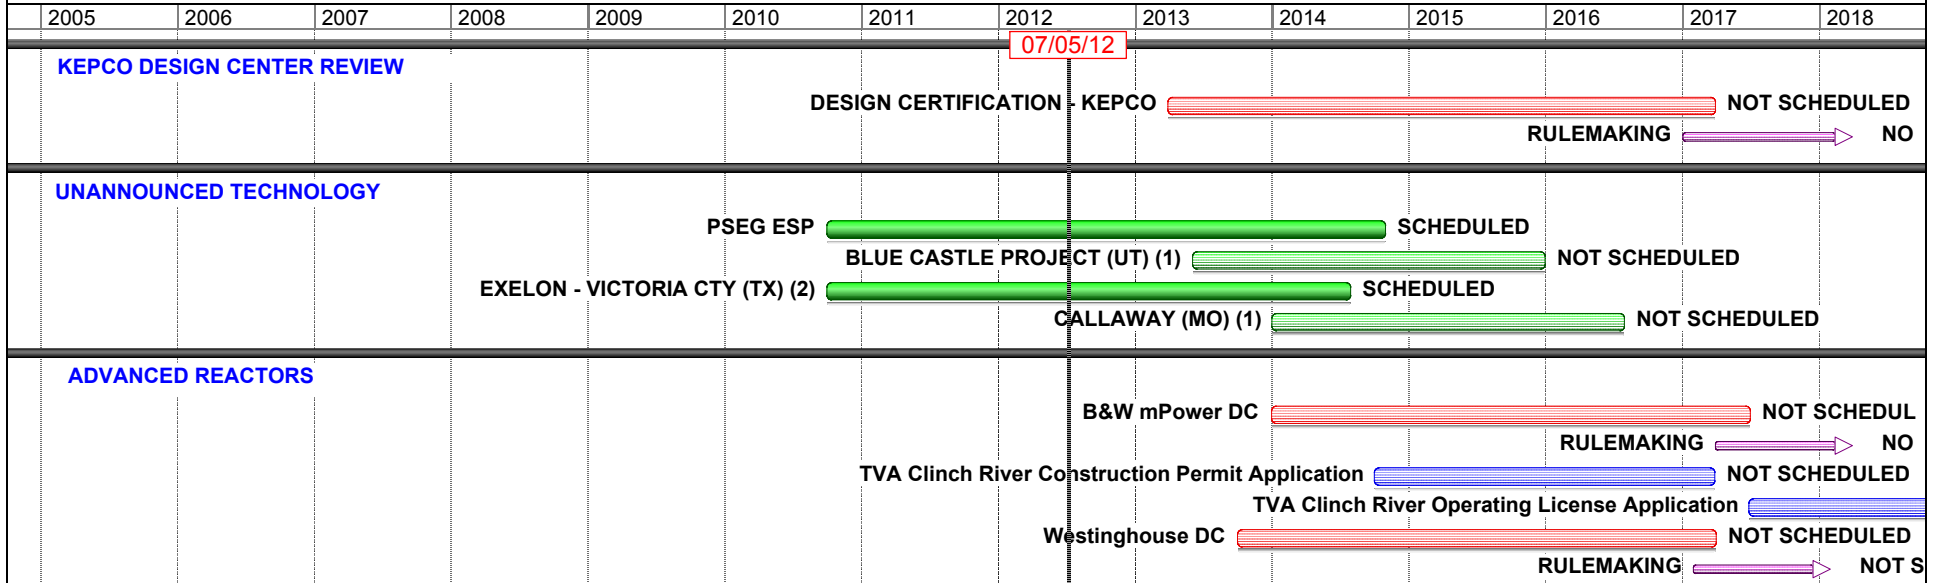 2005 2006 2007 2008 2009 2010 2011 2012 2013 2014 2015 2016 2017 2018
07/05/12
KEPCO DESIGN CENTER REVIEW
DESIGN CERTIFICATION - KEPCO NOT SCHEDULED
RULEMAKING NO
UNANNOUNCED TECHNOLOGY
PSEG ESP SCHEDULED
BLUE CASTLE PROJECT (UT) (1) NOT SCHEDULED
EXELON - VICTORIA CTY (TX) (2) SCHEDULED
CALLAWAY (MO) (1) NOT SCHEDULED
ADVANCED REACTORS
B&W mPower DC NOT SCHEDUL
RULEMAKING NO
TVA Clinch River Construction Permit Application NOT SCHEDULED
TVA Clinch River Operating License Application
Westinghouse DC NOT SCHEDULED
RULEMAKING NOT S